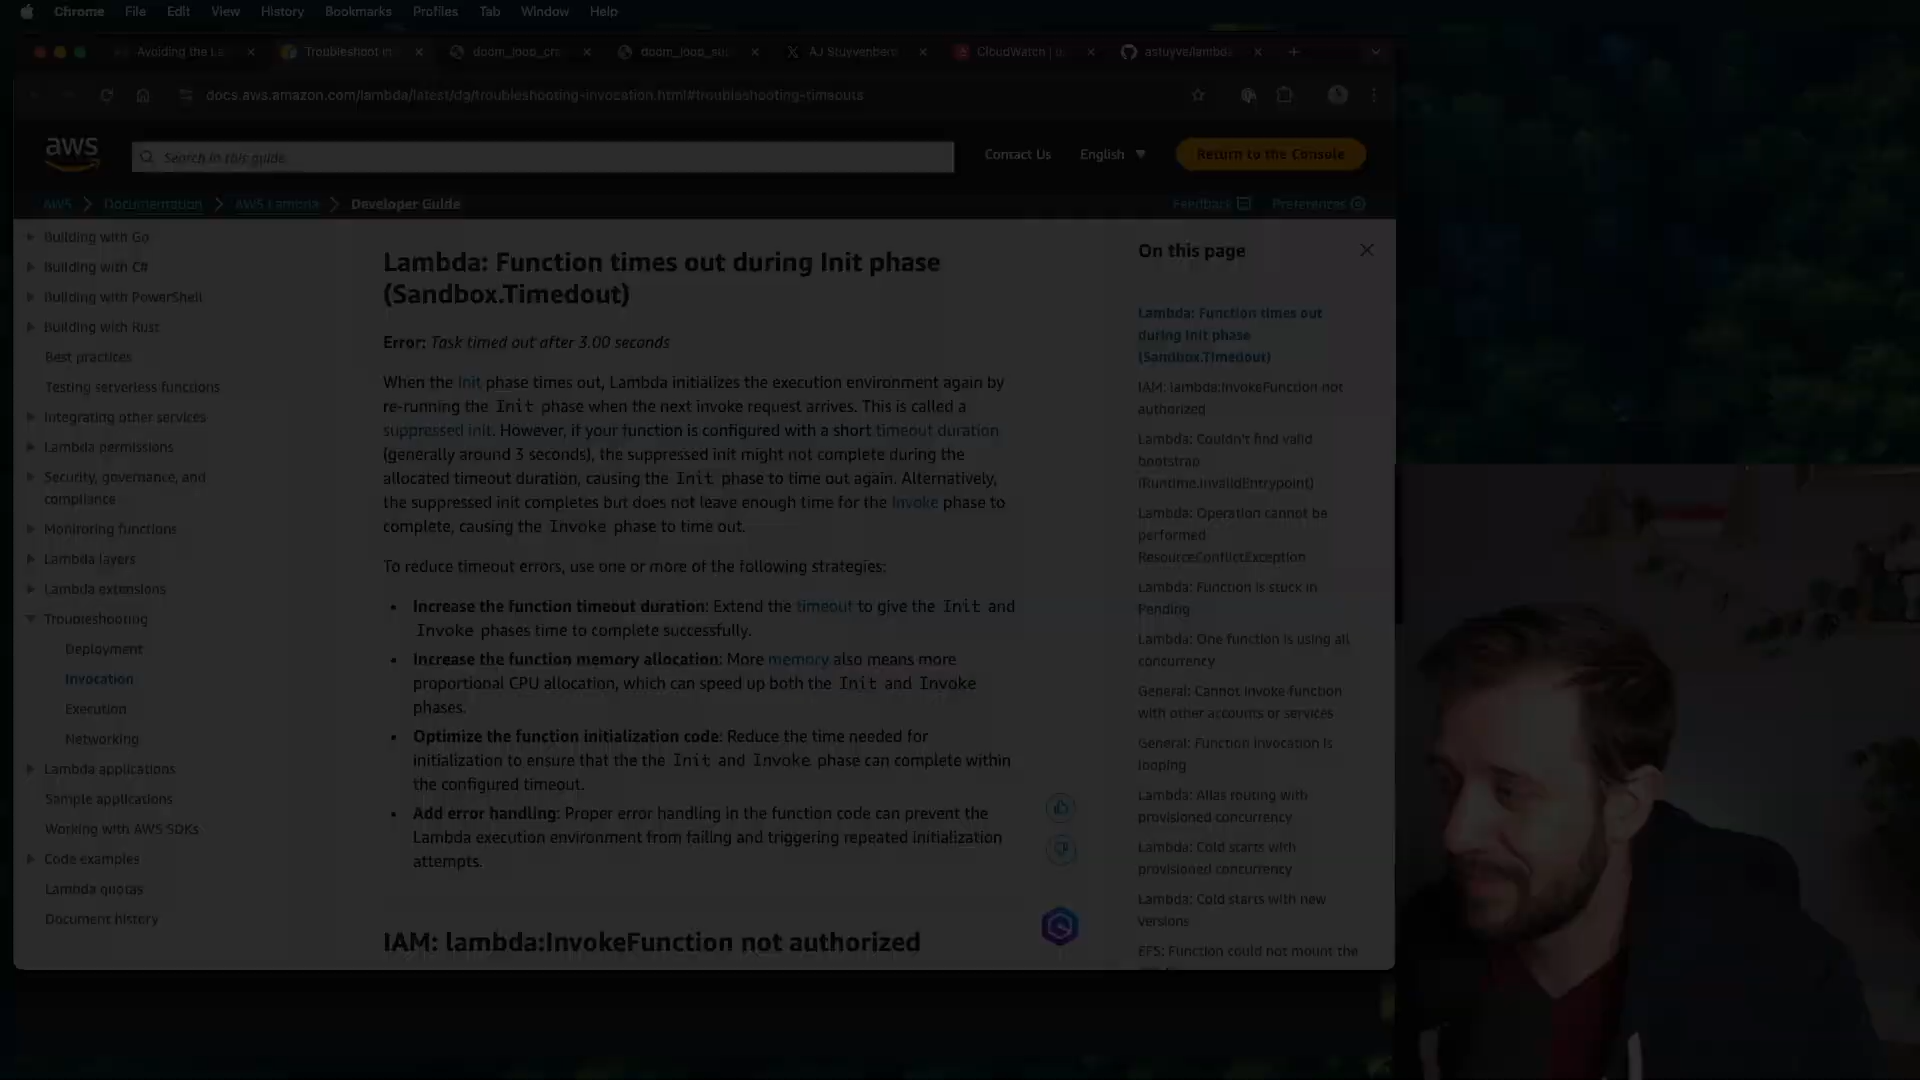 Chrome File Edit View History Bookmarks Profiles Tab Window Help
Avoiding the La
Troubleshoot in
doom_loop_cra
doom_loop_su
AJ Stuyvenber
CloudWatch | u
astuyve/lambda
docs.aws.amazon.com/lambda/latest/dg/troubleshooting-invocation.html#troubleshooting-timeouts
aws
Search in this guide
Contact Us
English
Return to the Console
AWS
Documentation
AWS Lambda
Developer Guide
Feedback
Preferences
Building with Go
Building with C#
Building with PowerShell
Building with Rust
Best practices
Testing serverless functions
Integrating other services
Lambda permissions
Security, governance, and
compliance
Monitoring functions
Lambda layers
Lambda extensions
Troubleshooting
Deployment
Invocation
Execution
Networking
Lambda applications
Sample applications
Working with AWS SDKs
Code examples
Lambda quotas
Document history
Lambda: Function times out during Init phase
(Sandbox.Timedout)
Error: Task timed out after 3.00 seconds
When the Init phase times out, Lambda initializes the execution environment again by
re-running the Init phase when the next invoke request arrives. This is called a
suppressed init. However, if your function is configured with a short timeout duration
(generally around 3 seconds), the suppressed init might not complete during the
allocated timeout duration, causing the Init phase to time out again. Alternatively,
the suppressed init completes but does not leave enough time for the Invoke phase to
complete, causing the Invoke phase to time out.
To reduce timeout errors, use one or more of the following strategies:
• Increase the function timeout duration: Extend the timeout to give the Init and
Invoke phases time to complete successfully.
• Increase the function memory allocation: More memory also means more
proportional CPU allocation, which can speed up both the Init and Invoke
phases.
• Optimize the function initialization code: Reduce the time needed for
initialization to ensure that the the Init and Invoke phase can complete within
the configured timeout.
• Add error handling: Proper error handling in the function code can prevent the
Lambda execution environment from failing and triggering repeated initialization
attempts.
IAM: lambda:InvokeFunction not authorized
On this page
Lambda: Function times out
during Init phase
(Sandbox.Timedout)
IAM: lambda:InvokeFunction not
authorized
Lambda: Couldn't find valid
bootstrap
(Runtime.InvalidEntrypoint)
Lambda: Operation cannot be
performed
ResourceConflictException
Lambda: Function is stuck in
Pending
Lambda: One function is using all
concurrency
General: Cannot invoke function
with other accounts or services
General: Function invocation is
looping
Lambda: Alias routing with
provisioned concurrency
Lambda: Cold starts with
provisioned concurrency
Lambda: Cold starts with new
versions
EFS: Function could not mount the